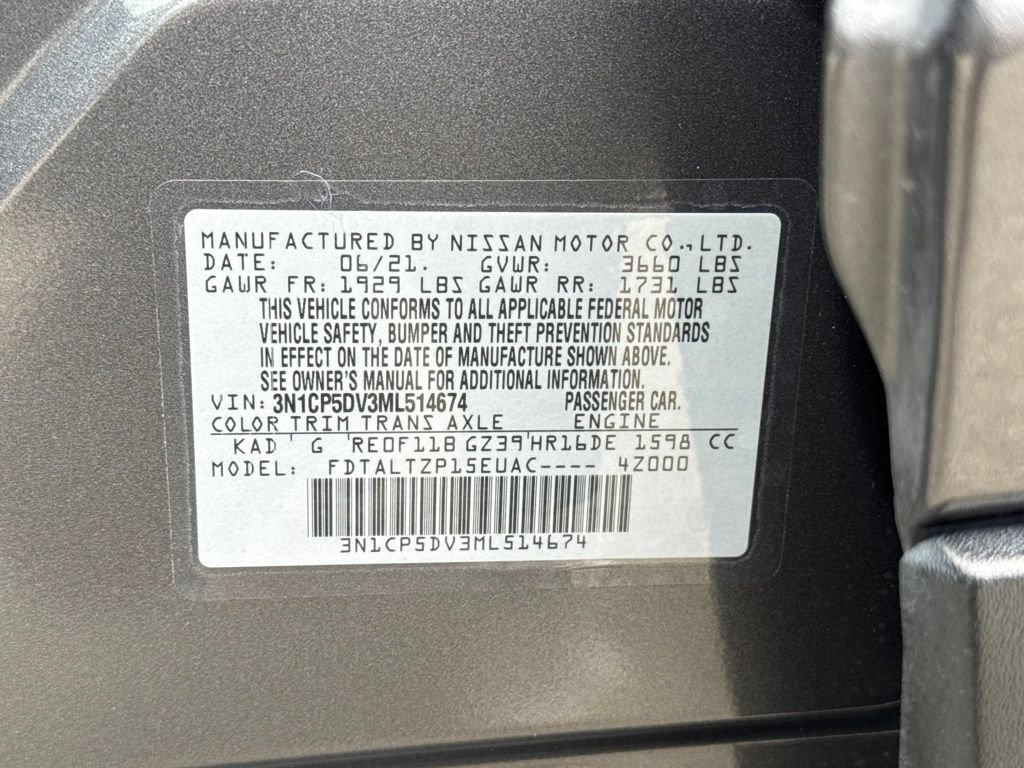 MANUFACTURED BY NISSAN MOTOR CO.,LTD.
DATE: 06/21. GVWR: 3660 LBS
GAWR FR: 1929 LBS GAWR RR: 1731 LBS
THIS VEHICLE CONFORMS TO ALL APPLICABLE FEDERAL MOTOR
VEHICLE SAFETY, BUMPER AND THEFT PREVENTION STANDARDS
IN EFFECT ON THE DATE OF MANUFACTURE SHOWN ABOVE.
SEE OWNER'S MANUAL FOR ADDITIONAL INFORMATION.
VIN: 3N1CP5DV3ML514674 PASSENGER CAR.
COLOR TRIM TRANS AXLE ENGINE
KAD ' G 'RE0F11B GZ39'HR16DE 1598 CC
MODEL: FDTALTZP15EUAC---- 4Z000
3N1CP5DV3ML514674